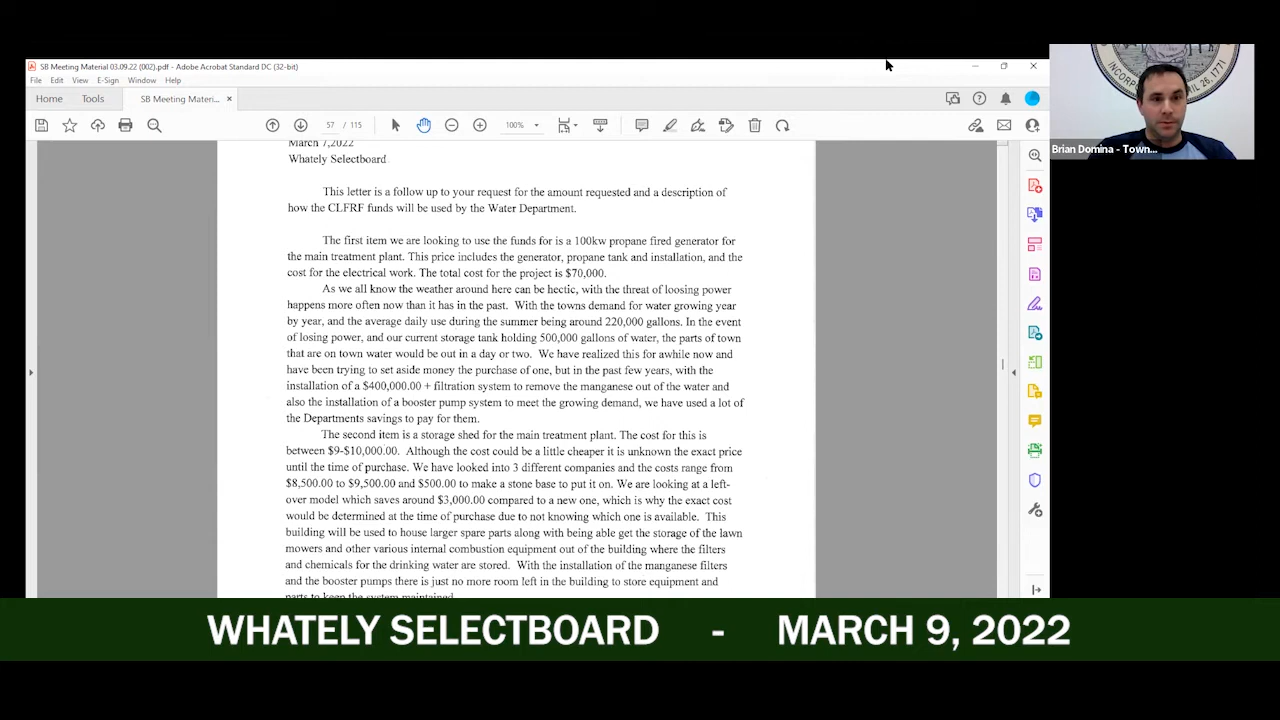 SB Meeting Material 03.09.22 (002).pdf - Adobe Acrobat Standard DC (32-bit)
File Edit View E-Sign Window Help
Home Tools SB Meeting Materi... ×
57 / 115 100%
March 7,2022
Whately Selectboard
This letter is a follow up to your request for the amount requested and a description of
how the CLFRF funds will be used by the Water Department.
The first item we are looking to use the funds for is a 100kw propane fired generator for
the main treatment plant. This price includes the generator, propane tank and installation, and the
cost for the electrical work. The total cost for the project is $70,000.
As we all know the weather around here can be hectic, with the threat of loosing power
happens more often now than it has in the past. With the towns demand for water growing year
by year, and the average daily use during the summer being around 220,000 gallons. In the event
of losing power, and our current storage tank holding 500,000 gallons of water, the parts of town
that are on town water would be out in a day or two. We have realized this for awhile now and
have been trying to set aside money the purchase of one, but in the past few years, with the
installation of a $400,000.00 + filtration system to remove the manganese out of the water and
also the installation of a booster pump system to meet the growing demand, we have used a lot of
the Departments savings to pay for them.
The second item is a storage shed for the main treatment plant. The cost for this is
between $9-$10,000.00. Although the cost could be a little cheaper it is unknown the exact price
until the time of purchase. We have looked into 3 different companies and the costs range from
$8,500.00 to $9,500.00 and $500.00 to make a stone base to put it on. We are looking at a left-
over model which saves around $3,000.00 compared to a new one, which is why the exact cost
would be determined at the time of purchase due to not knowing which one is available. This
building will be used to house larger spare parts along with being able get the storage of the lawn
mowers and other various internal combustion equipment out of the building where the filters
and chemicals for the drinking water are stored. With the installation of the manganese filters
and the booster pumps there is just no more room left in the building to store equipment and
parts to keep the system maintained.
INCORP APRIL 26, 1771
Brian Domina - Town...
WHATELY SELECTBOARD - MARCH 9, 2022